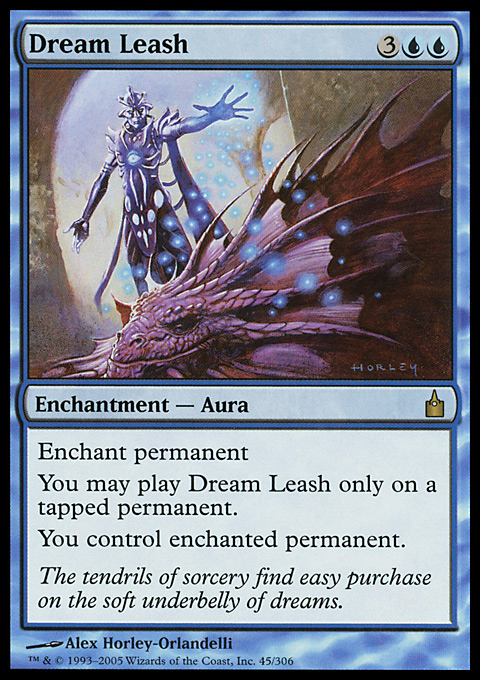 Dream Leash 3
HORLEY
Enchantment — Aura
Enchant permanent
You may play Dream Leash only on a
tapped permanent.
You control enchanted permanent.
The tendrils of sorcery find easy purchase
on the soft underbelly of dreams.
Alex Horley-Orlandelli
™ & © 1993–2005 Wizards of the Coast, Inc. 45/306